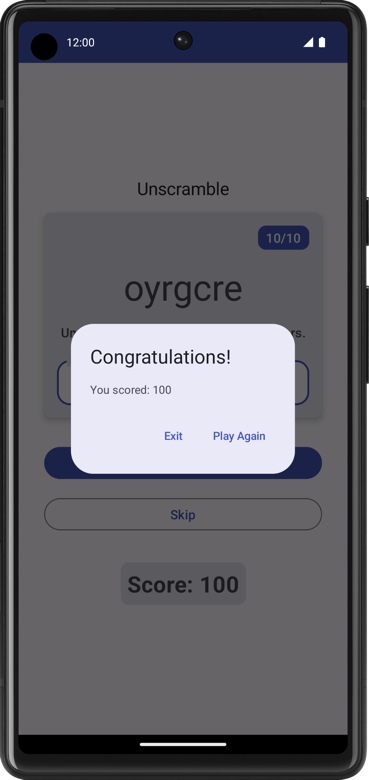 12:00
Unscramble
10/10
oyrgcre
Congratulations!
You scored: 100
Exit Play Again
Skip
Score: 100